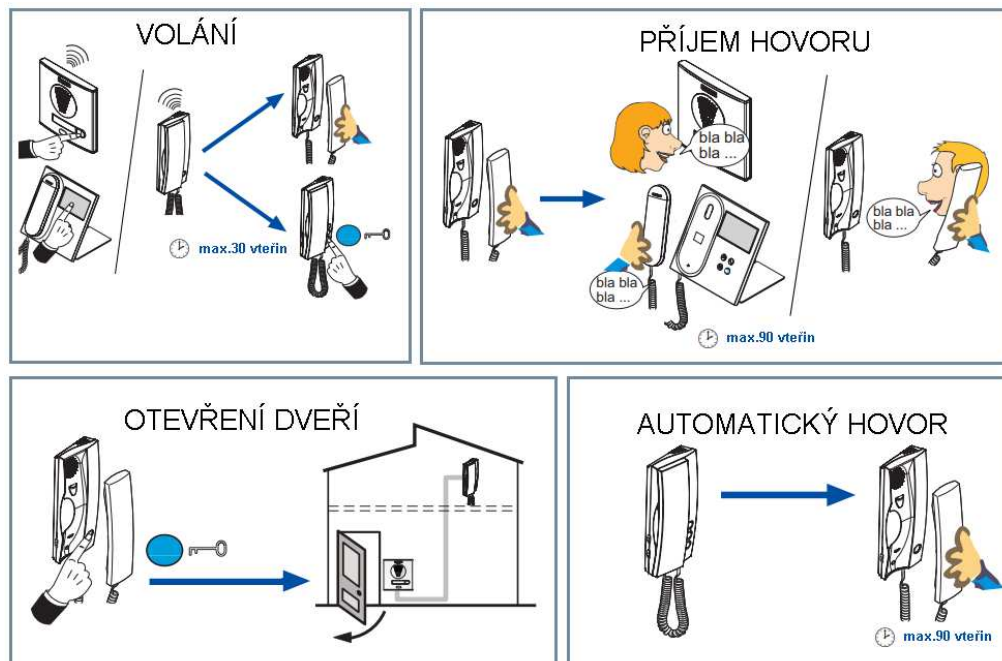 VOLÁNÍ
max.30 vteřin
PŘÍJEM HOVORU
bla bla
bla ...
bla bla
bla ...
bla bla
bla ...
max.90 vteřin
OTEVŘENÍ DVEŘÍ
AUTOMATICKÝ HOVOR
max.90 vteřin